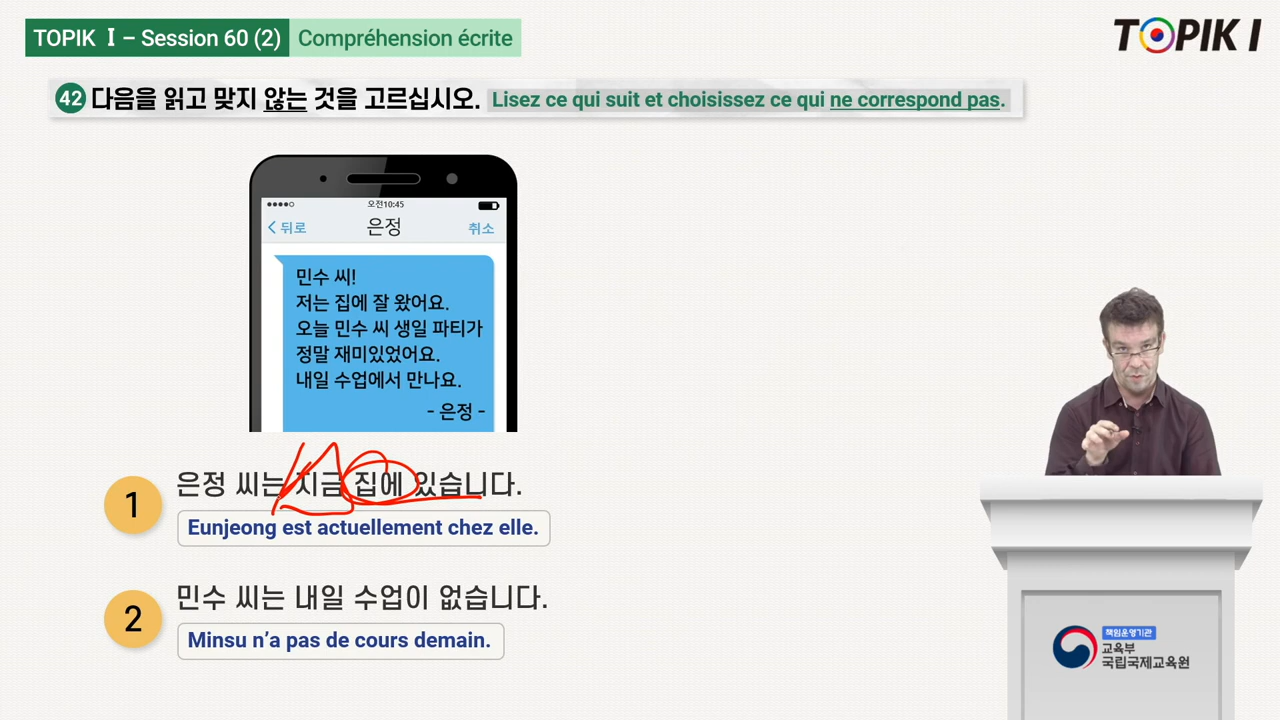 TOPIK Ⅰ – Session 60 (2) Compréhension écrite
TOPIK I
42 다음을 읽고 맞지 않는 것을 고르십시오. Lisez ce qui suit et choisissez ce qui ne correspond pas.
오전10:45
뒤로 은정 취소
민수 씨!
저는 집에 잘 왔어요.
오늘 민수 씨 생일 파티가
정말 재미있었어요.
내일 수업에서 만나요.
- 은정 -
1 은정 씨는 지금 집에 있습니다.
Eunjeong est actuellement chez elle.
2 민수 씨는 내일 수업이 없습니다.
Minsu n’a pas de cours demain.
책임운영기관
교육부
국립국제교육원